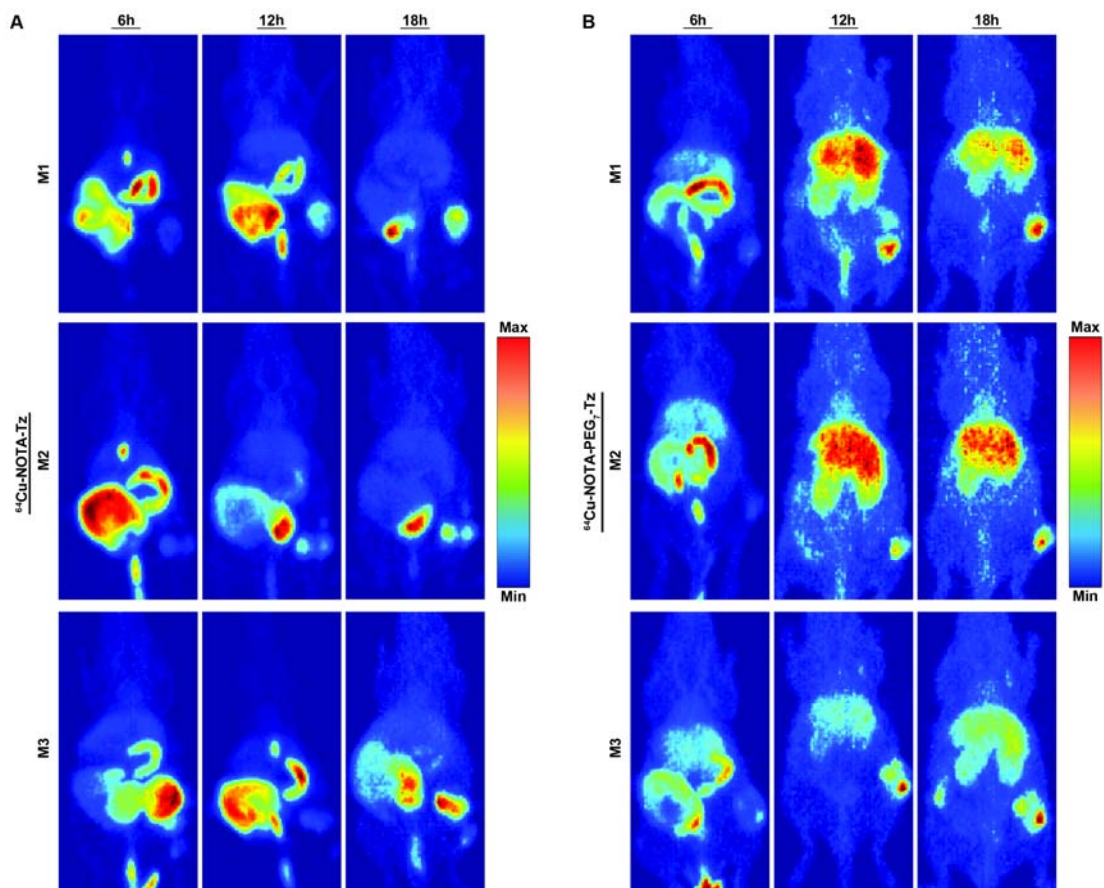 A
6h
12h
18h
M1
M2
M3
⁶⁴Cu-NOTA-Tz
Max
Min
B
6h
12h
18h
M1
M2
M3
⁶⁴Cu-NOTA-PEG₇-Tz
Max
Min